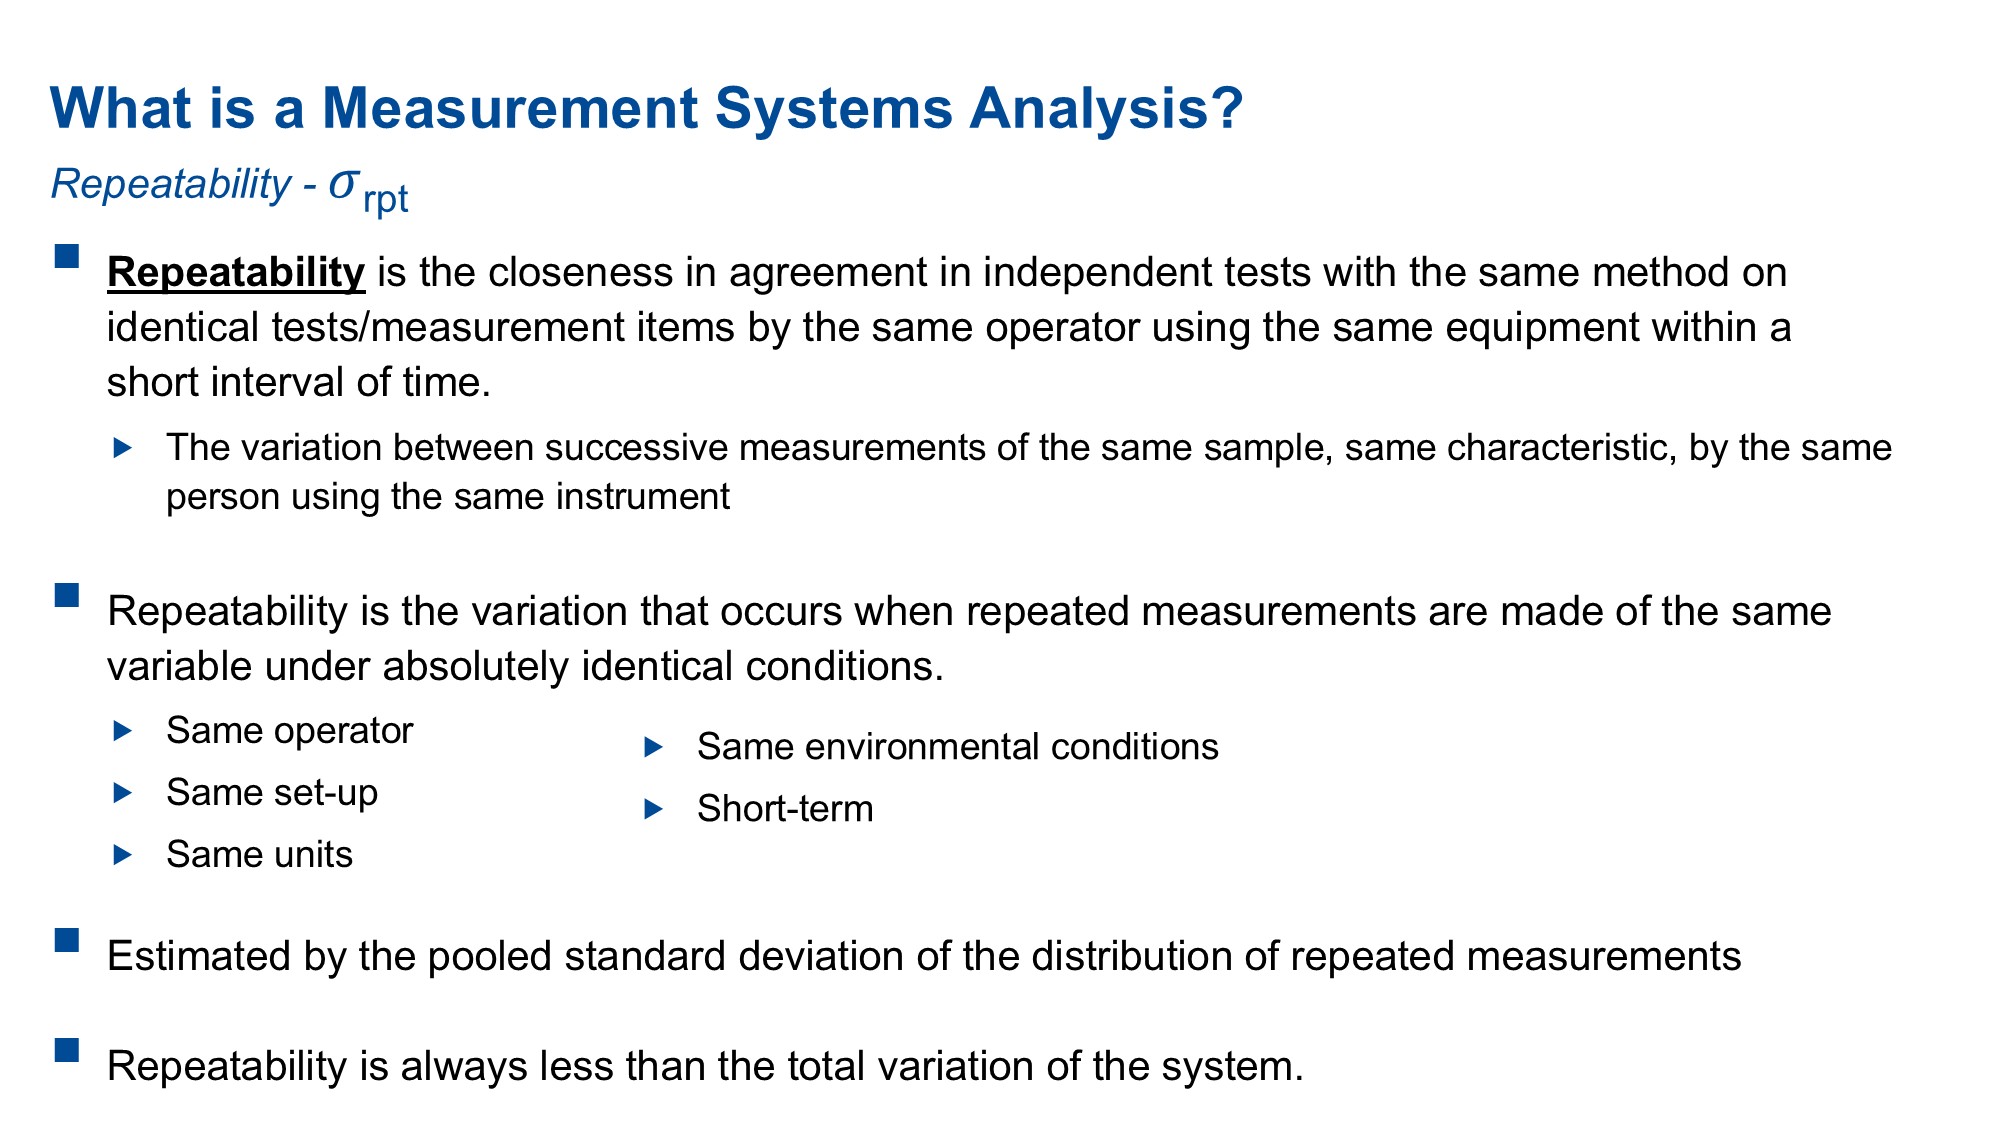 What is a Measurement Systems Analysis?
Repeatability - σ rpt
Repeatability is the closeness in agreement in independent tests with the same method on
identical tests/measurement items by the same operator using the same equipment within a
short interval of time.
The variation between successive measurements of the same sample, same characteristic, by the same
person using the same instrument
Repeatability is the variation that occurs when repeated measurements are made of the same
variable under absolutely identical conditions.
Same operator
Same set-up
Same units
Same environmental conditions
Short-term
Estimated by the pooled standard deviation of the distribution of repeated measurements
Repeatability is always less than the total variation of the system.